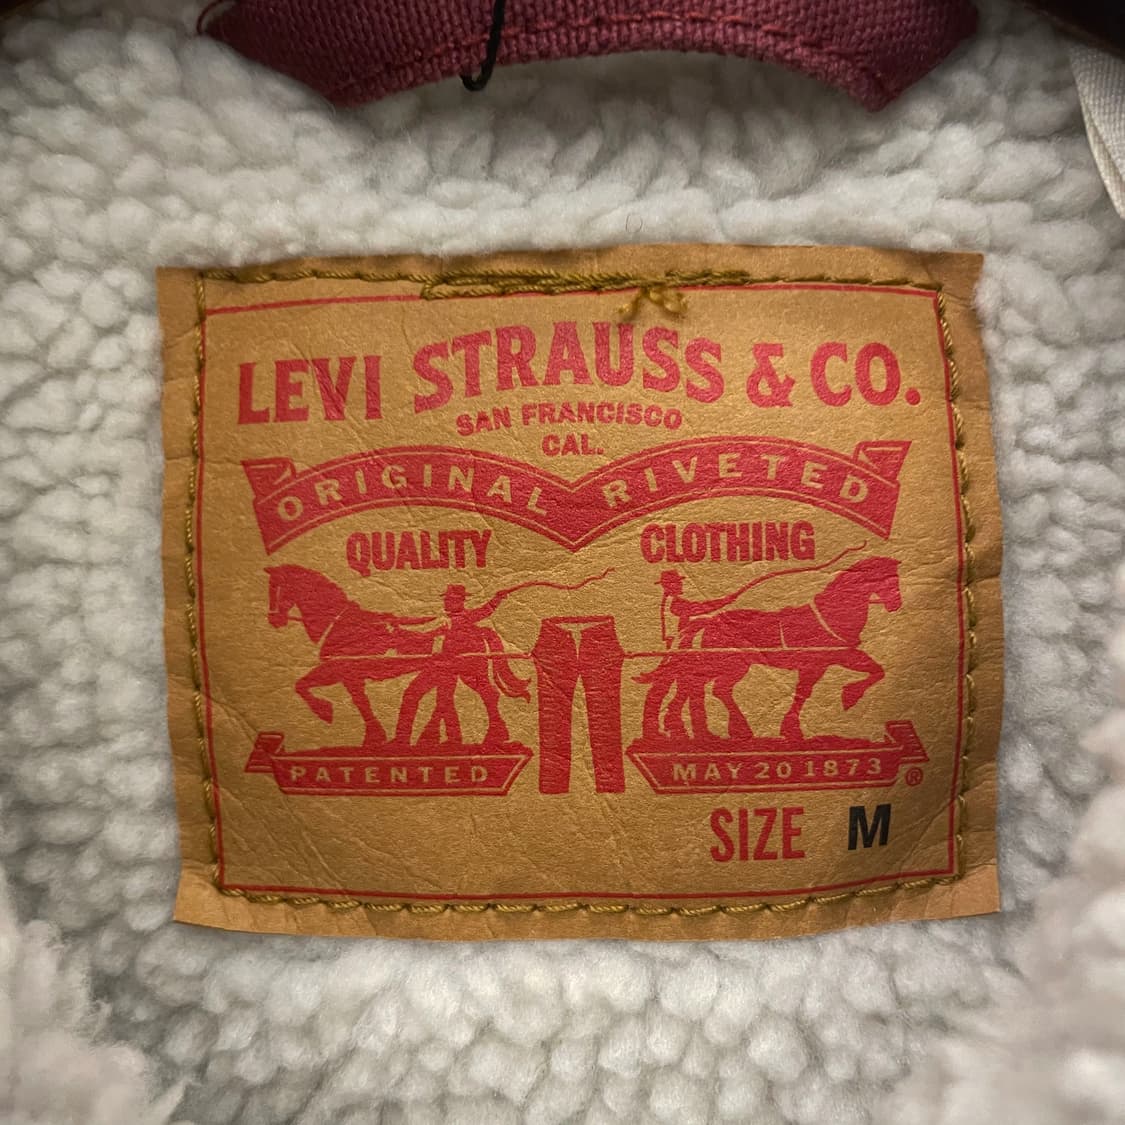 LEVI STRAUSS & CO.
SAN FRANCISCO
CAL.
ORIGINAL RIVETED
QUALITY CLOTHING
PATENTED MAY 20 1873 ®
SIZE M